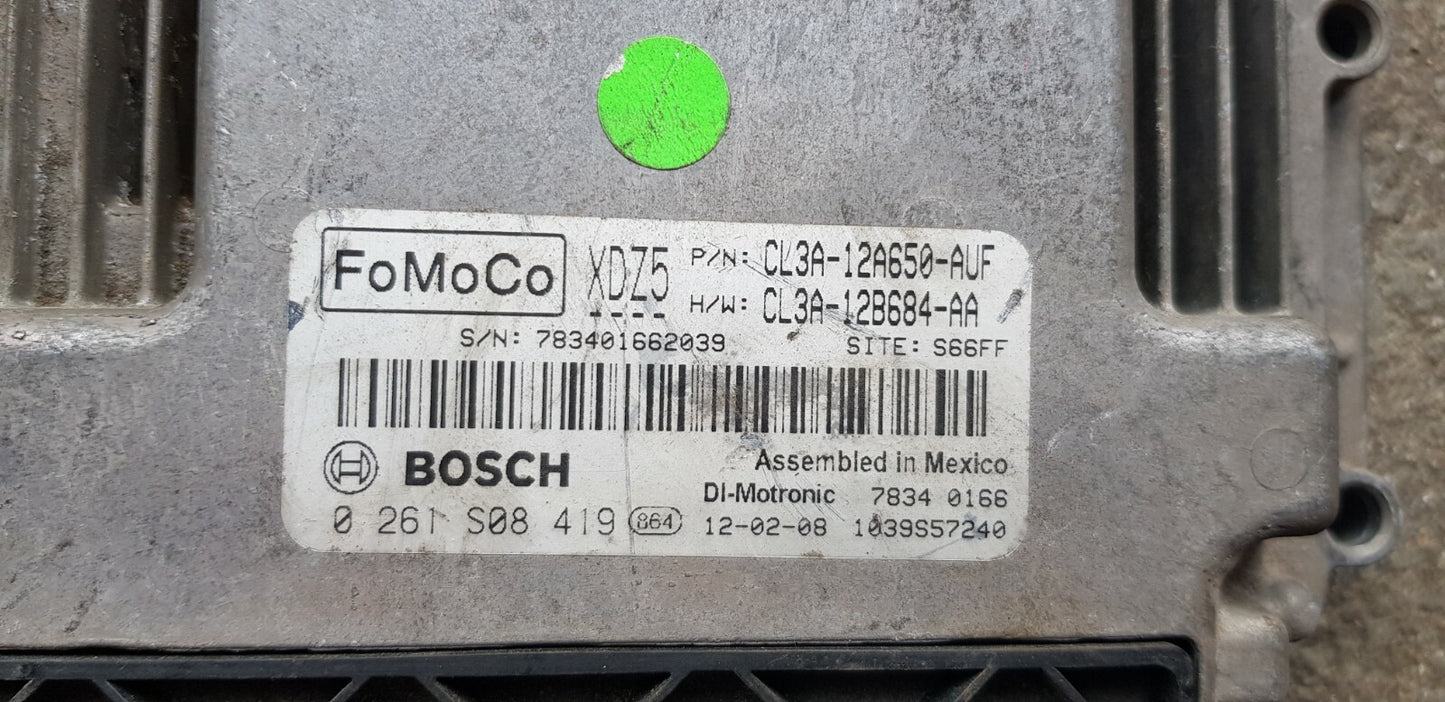 FoMoCo XDZ5 P/N: CL3A-12A650-AUF
H/W: CL3A-12B684-AA
S/N: 783401662039 SITE: S66FF
BOSCH Assembled in Mexico
DI-Motronic 7834 0166
0 261 S08 419 864 12-02-08 1039S57240